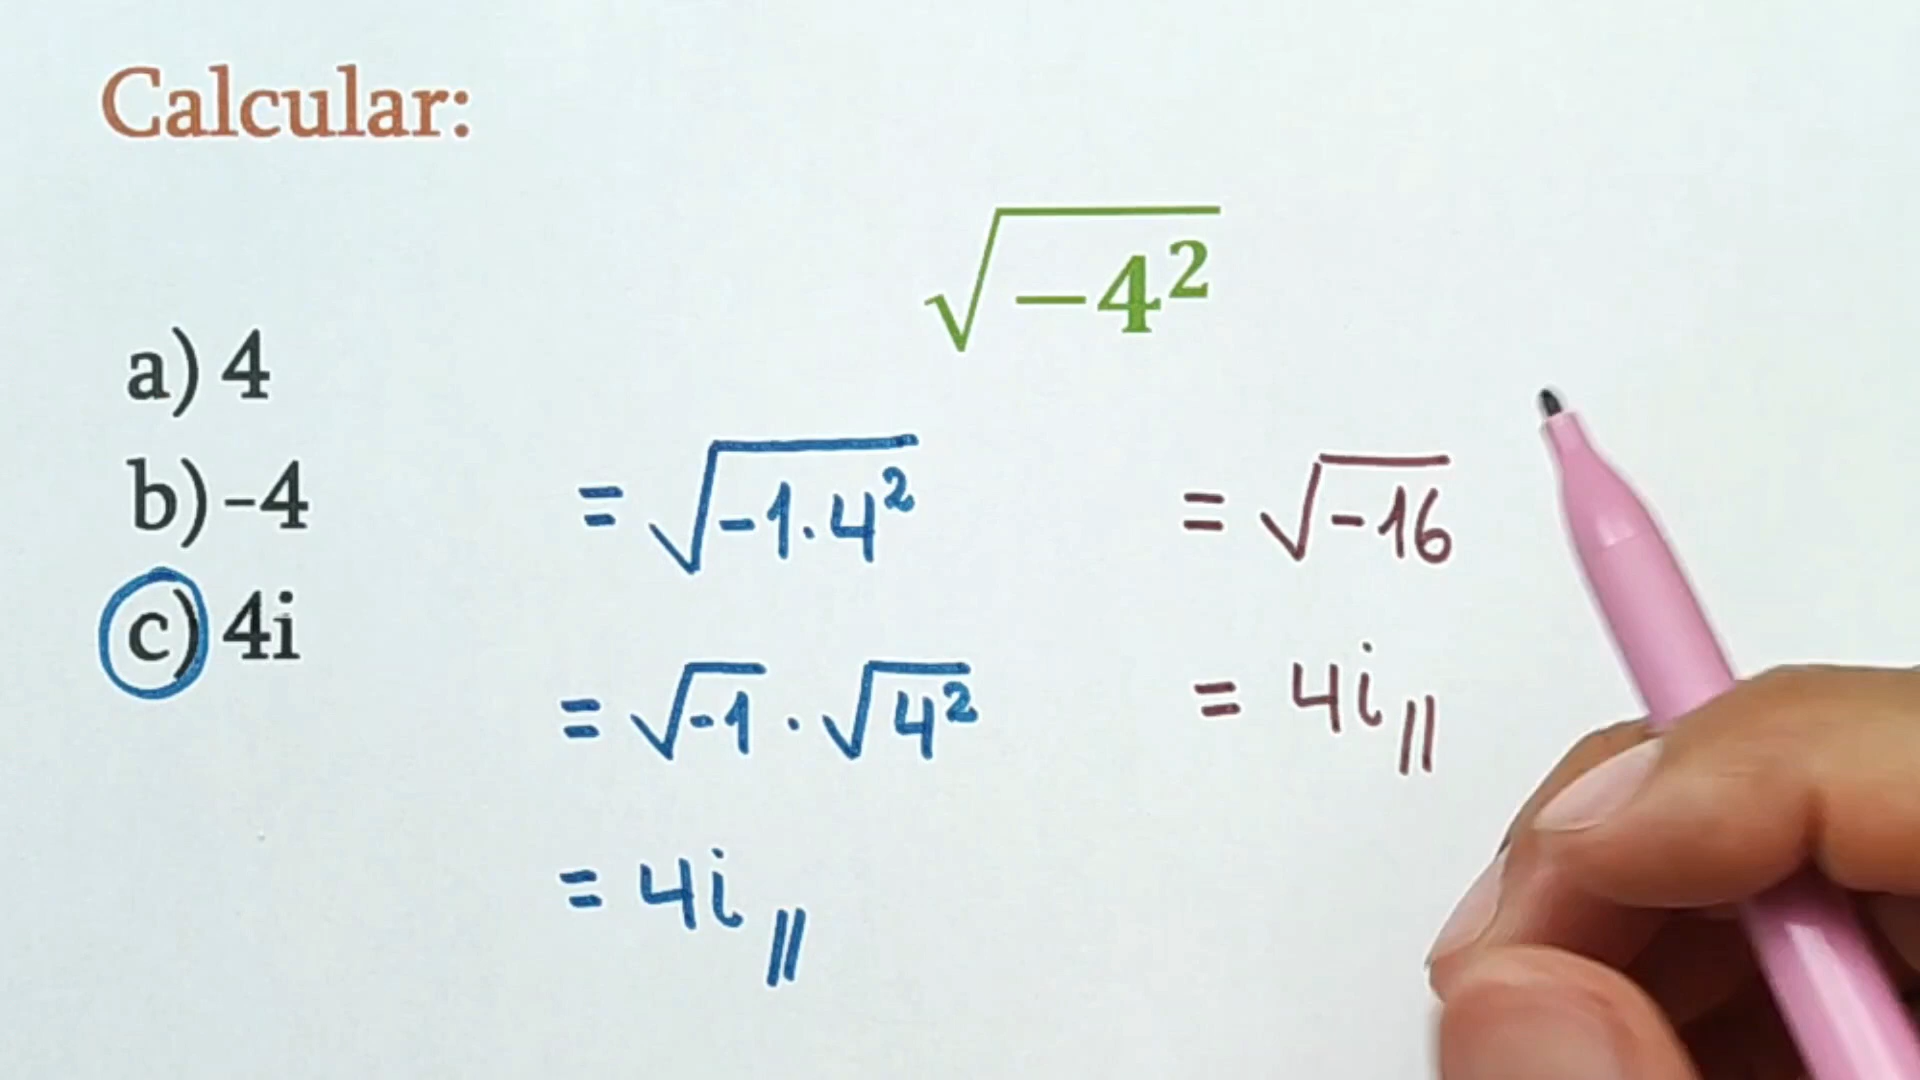 Calcular:
√-4²
a) 4
b) -4
c) 4i
= √-1·4²
= √-1 · √4²
= 4i //
= √-16
= 4i //